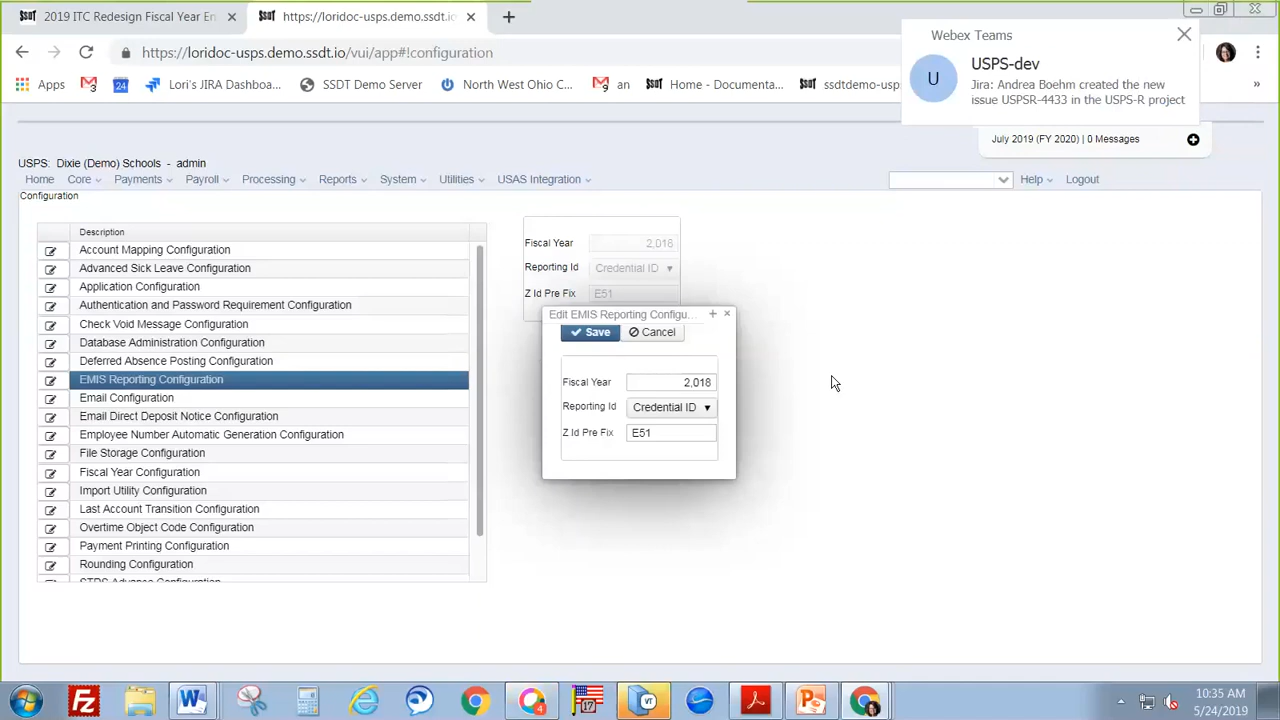 2019 ITC Redesign Fiscal Year En
https://loridoc-usps.demo.ssdt.io
https://loridoc-usps.demo.ssdt.io/vui/app#!configuration
Webex Teams
U
USPS-dev
Jira: Andrea Boehm created the new
issue USPSR-4433 in the USPS-R project
Apps
24
Lori's JIRA Dashboa...
SSDT Demo Server
North West Ohio C...
an
SSDT
Home - Documenta...
SSDT
ssdtdemo-usp
»
July 2019 (FY 2020) | 0 Messages
USPS: Dixie (Demo) Schools - admin
Home
Core
Payments
Payroll
Processing
Reports
System
Utilities
USAS Integration
Help
Logout
Configuration
Description
Account Mapping Configuration
Advanced Sick Leave Configuration
Application Configuration
Authentication and Password Requirement Configuration
Check Void Message Configuration
Database Administration Configuration
Deferred Absence Posting Configuration
EMIS Reporting Configuration
Email Configuration
Email Direct Deposit Notice Configuration
Employee Number Automatic Generation Configuration
File Storage Configuration
Fiscal Year Configuration
Import Utility Configuration
Last Account Transition Configuration
Overtime Object Code Configuration
Payment Printing Configuration
Rounding Configuration
STRS Advance Configuration
Fiscal Year 2,018
Reporting Id Credential ID
Z Id Pre Fix E51
Edit EMIS Reporting Configu...
Save
Cancel
Fiscal Year 2,018
Reporting Id Credential ID
Z Id Pre Fix E51
10:35 AM
5/24/2019